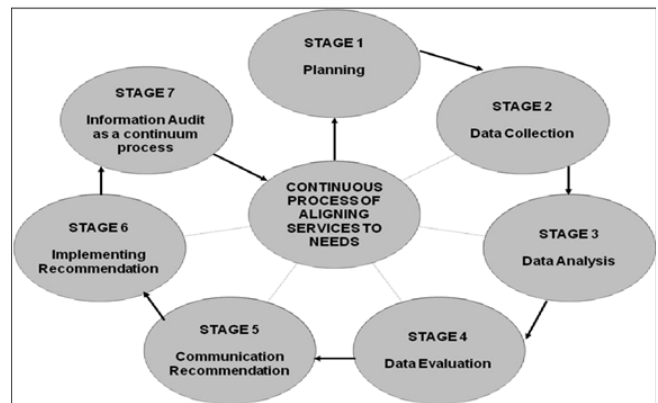 STAGE 1
Planning
STAGE 2
Data Collection
STAGE 3
Data Analysis
STAGE 4
Data Evaluation
STAGE 5
Communication
Recommendation
STAGE 6
Implementing
Recommendation
STAGE 7
Information Audit
as a continuum
process
CONTINUOUS
PROCESS OF
ALIGNING
SERVICES TO
NEEDS